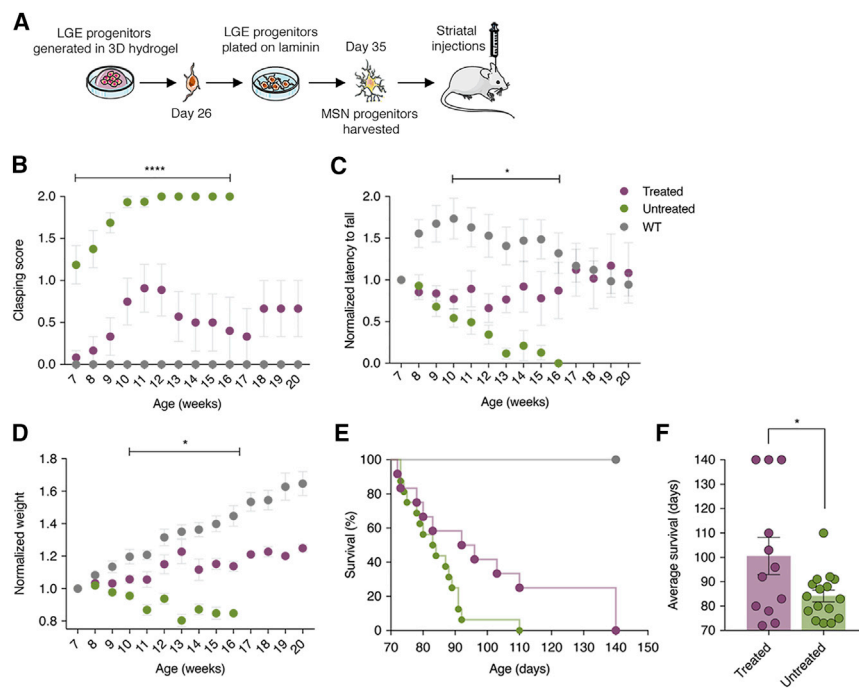 A
LGE progenitors
generated in 3D hydrogel
Day 26
LGE progenitors
plated on laminin
Day 35
MSN progenitors
harvested
Striatal
injections
B
****
Clasping score
2.0
1.5
1.0
0.5
0.0
7 8 9 10 11 12 13 14 15 16 17 18 19 20
Age (weeks)
C
*
Normalized latency to fall
2.0
1.5
1.0
0.5
0.0
7 8 9 10 11 12 13 14 15 16 17 18 19 20
Age (weeks)
Treated
Untreated
WT
D
*
Normalized weight
1.8
1.6
1.4
1.2
1.0
0.8
7 8 9 10 11 12 13 14 15 16 17 18 19 20
Age (weeks)
E
Survival (%)
100
80
60
40
20
0
70 80 90 100 110 120 130 140 150
Age (days)
F
*
Average survival (days)
140
130
120
110
100
90
80
70
Treated
Untreated